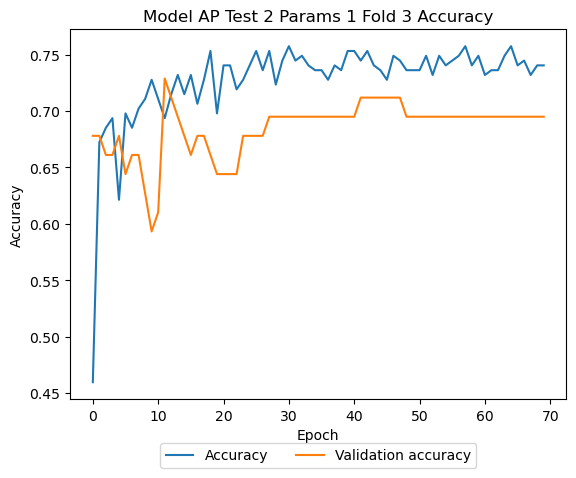 Model AP Test 2 Params 1 Fold 3 Accuracy
0.75
0.70
0.65
0.60
0.55
0.50
0.45
Accuracy
0 10 20 30 40 50 60 70
Epoch
Accuracy Validation accuracy